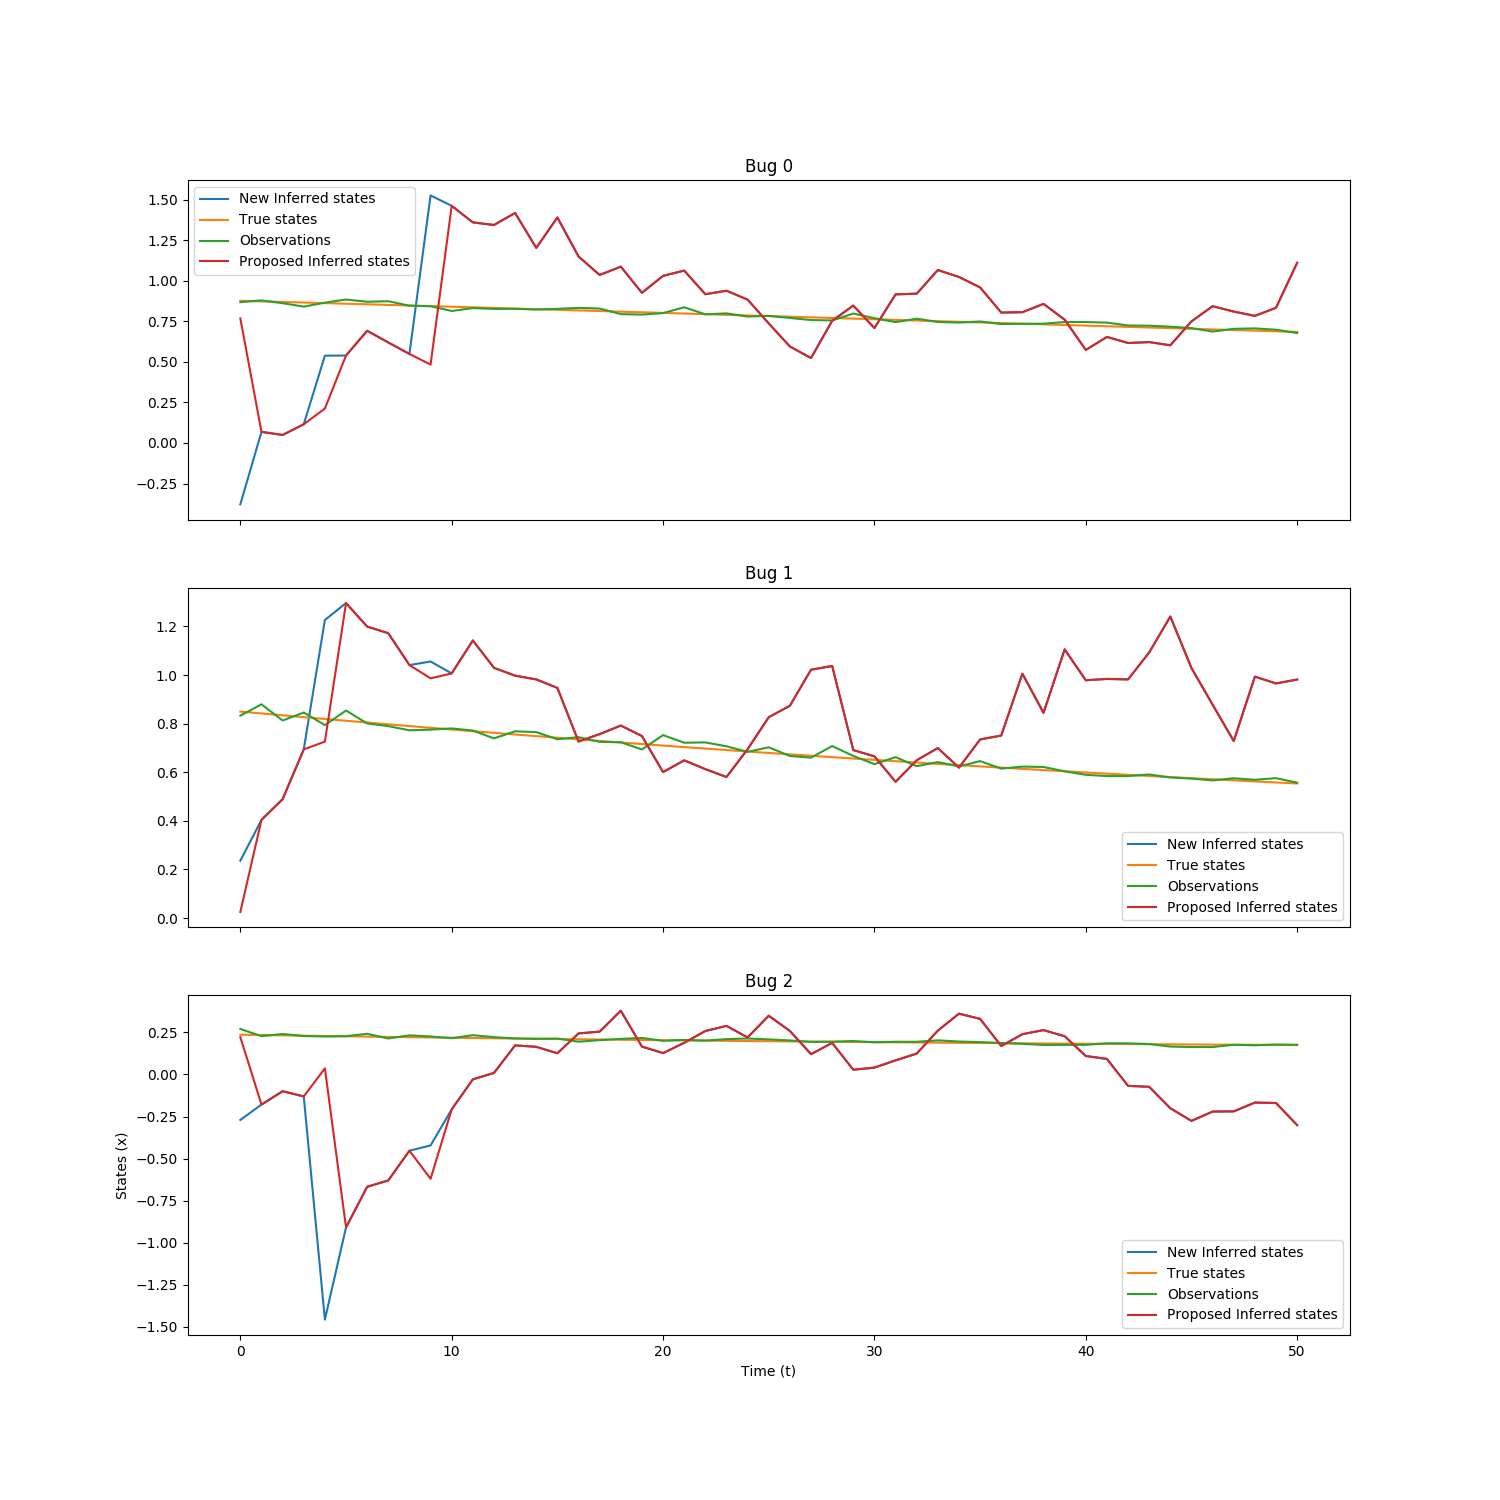 Bug 0
1.50
1.25
1.00
0.75
0.50
0.25
0.00
−0.25
New Inferred states
True states
Observations
Proposed Inferred states
Bug 1
1.2
1.0
0.8
0.6
0.4
0.2
0.0
New Inferred states
True states
Observations
Proposed Inferred states
Bug 2
0.25
0.00
−0.25
−0.50
−0.75
−1.00
−1.25
−1.50
States (x)
New Inferred states
True states
Observations
Proposed Inferred states
0 10 20 30 40 50
Time (t)